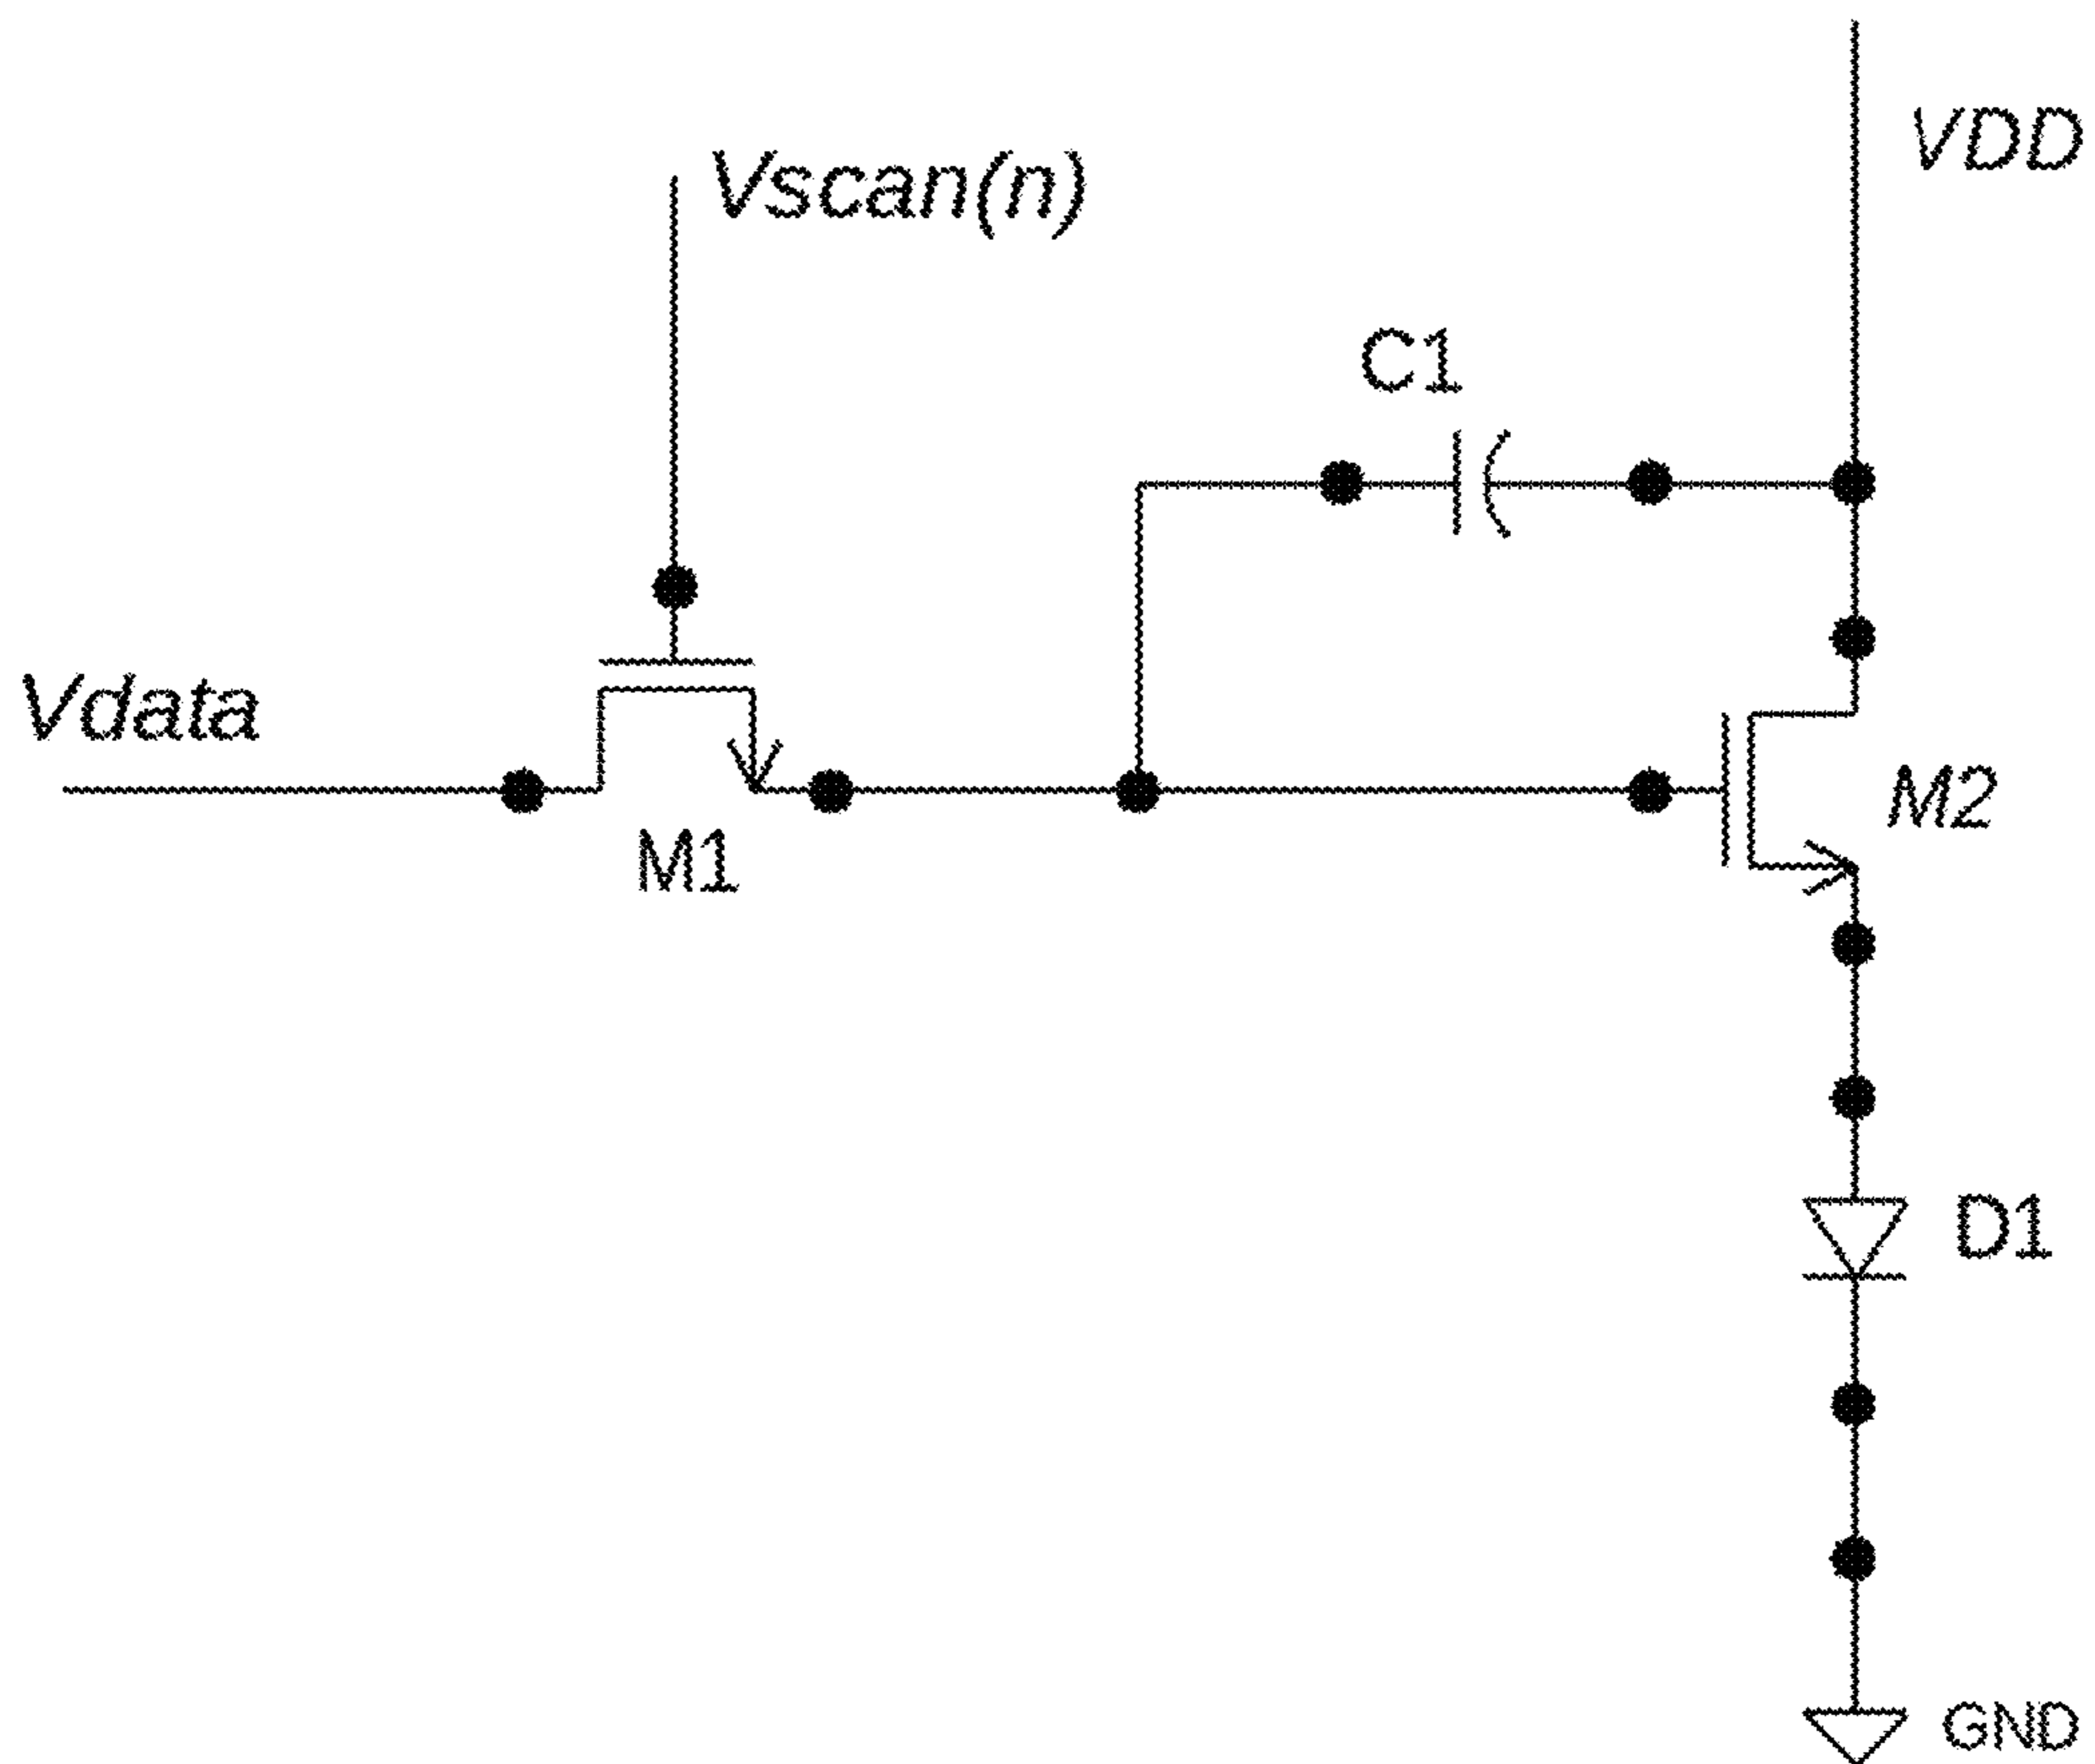 VDD
Vscan(n)
C1
Vdata
M2
M1
D1
GND